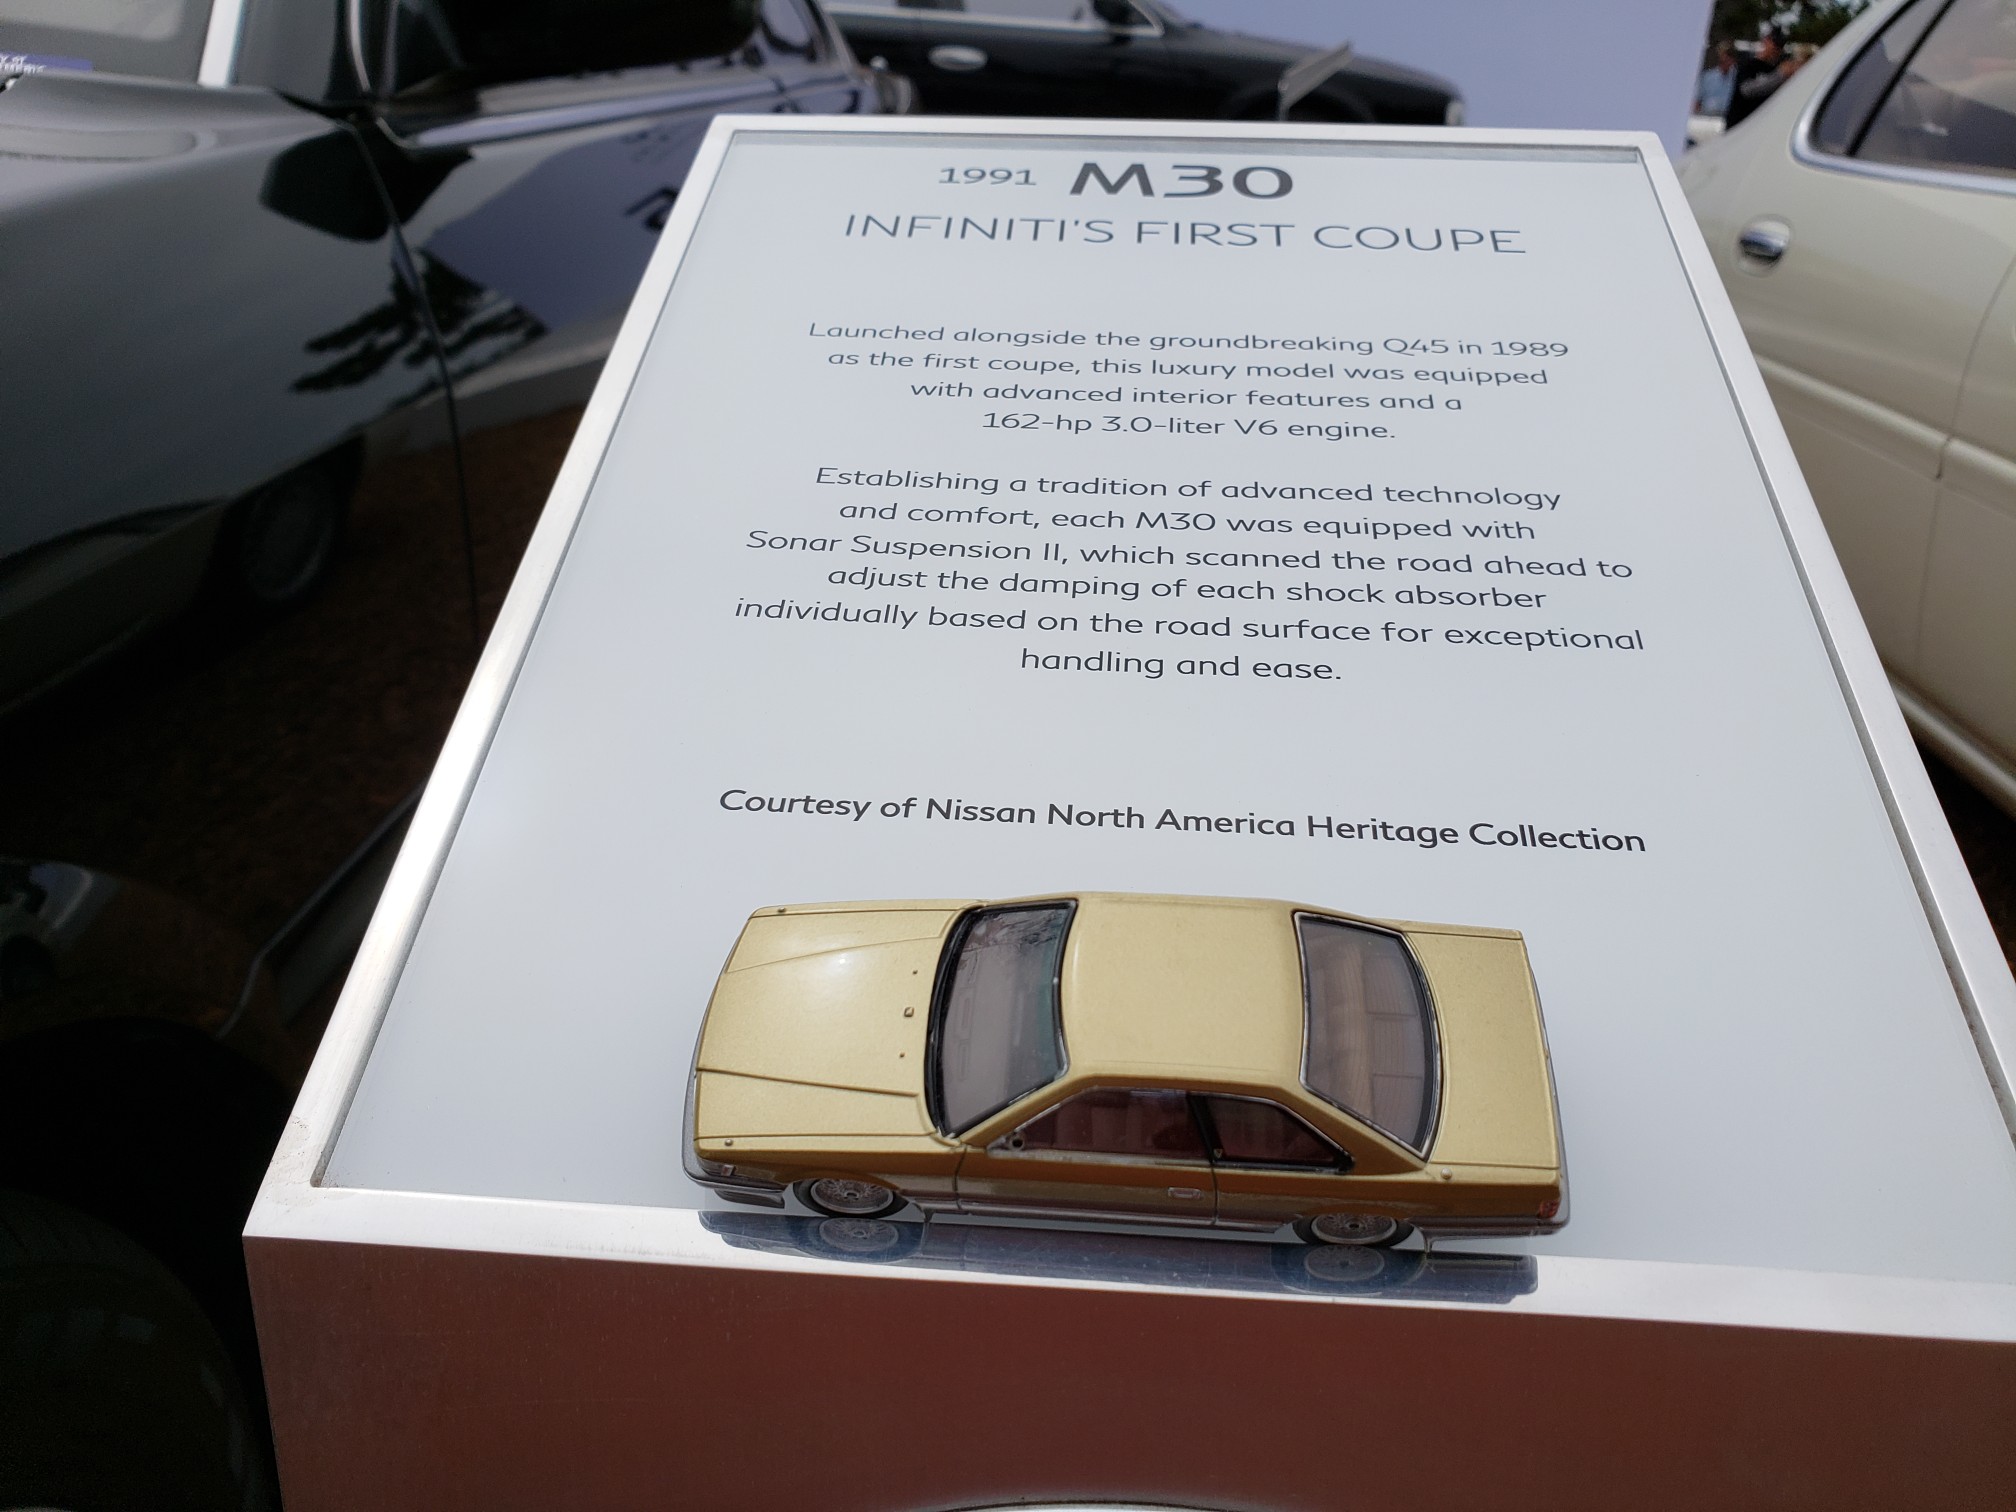 1991 M30
INFINITI'S FIRST COUPE
Launched alongside the groundbreaking Q45 in 1989
as the first coupe, this luxury model was equipped
with advanced interior features and a
162-hp 3.0-liter V6 engine.
Establishing a tradition of advanced technology
and comfort, each M30 was equipped with
Sonar Suspension II, which scanned the road ahead to
adjust the damping of each shock absorber
individually based on the road surface for exceptional
handling and ease.
Courtesy of Nissan North America Heritage Collection